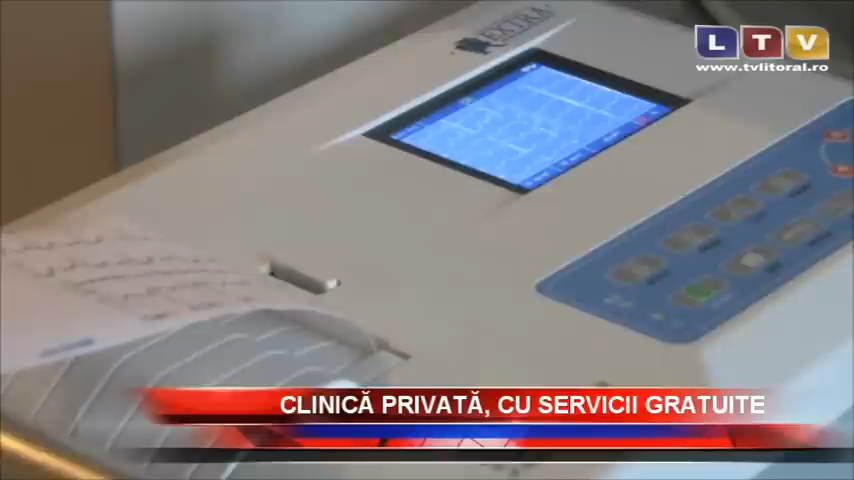 EXTRA
LTV
www.tvlitoral.ro
CLINICĂ PRIVATĂ, CU SERVICII GRATUITE